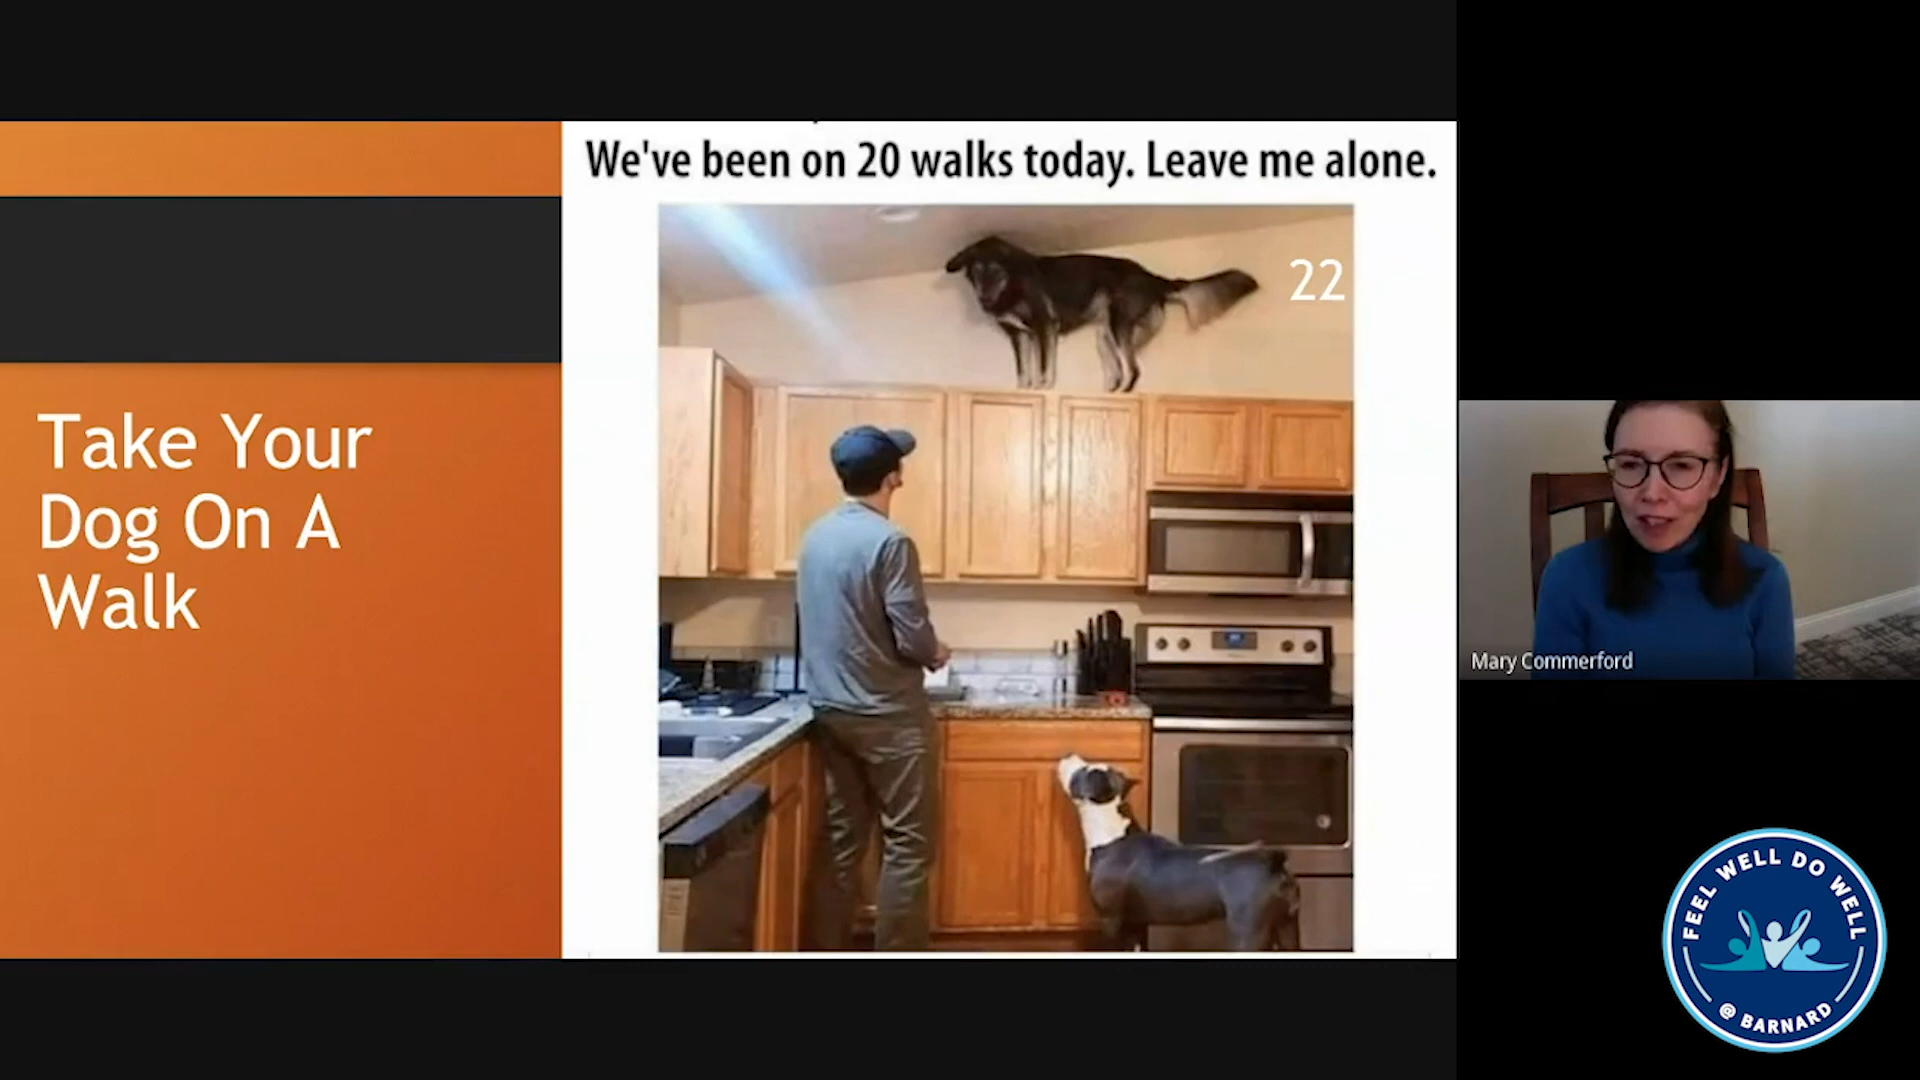 We've been on 20 walks today. Leave me alone.
22
Take Your
Dog On A
Walk
Mary Commerford
FEEL WELL DO WELL
@ BARNARD